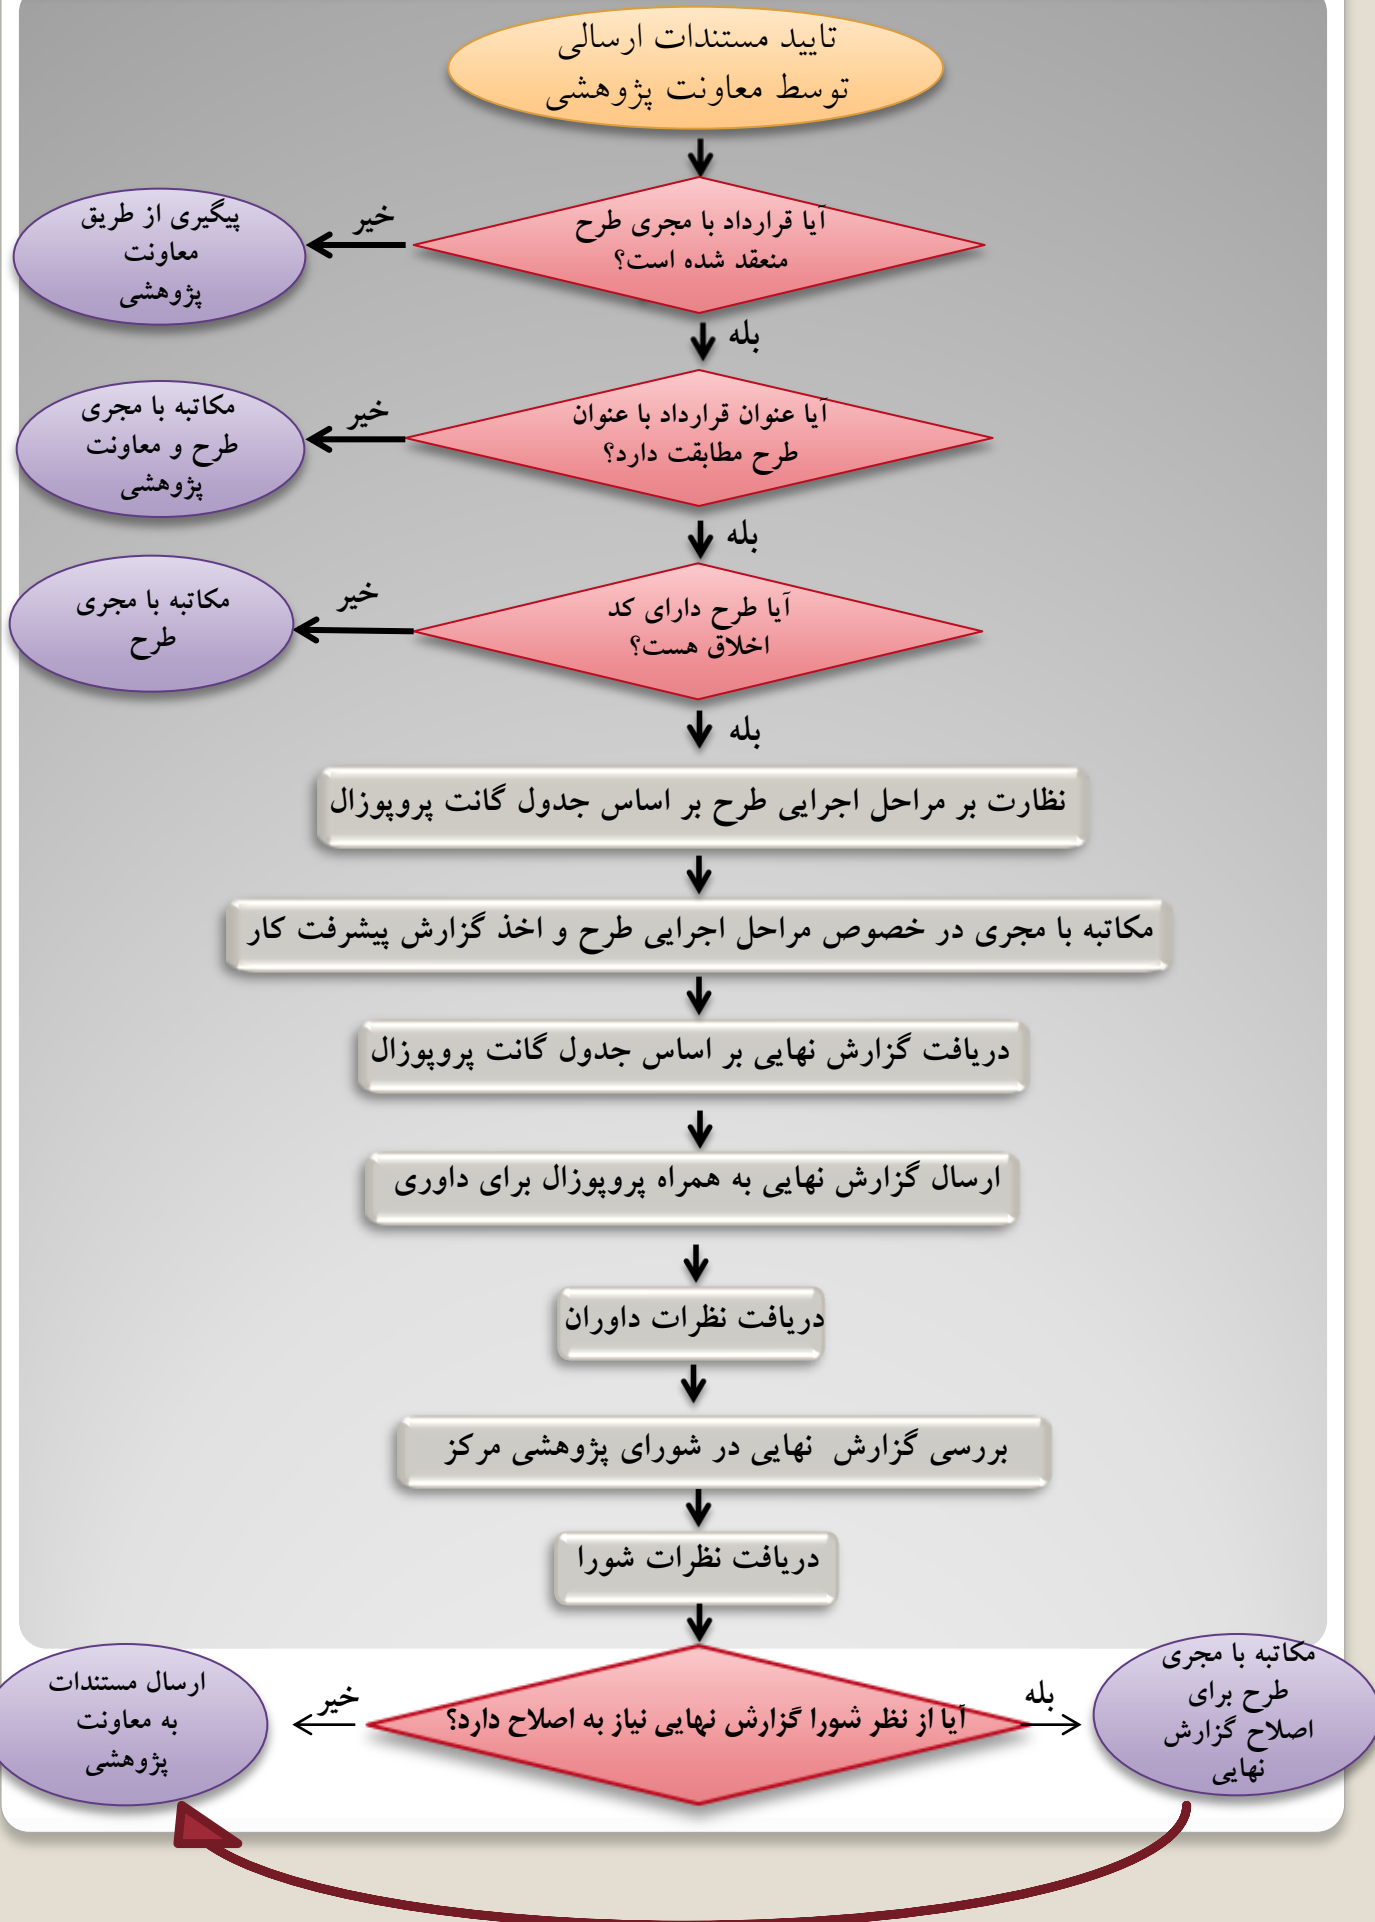 تایید مستندات ارسالی
توسط معاونت پژوهشی
آیا قرارداد با مجری طرح
منعقد شده است؟
خیر
پیگیری از طریق
معاونت
پژوهشی
بله
آیا عنوان قرارداد با عنوان
طرح مطابقت دارد؟
خیر
مکاتبه با مجری
طرح و معاونت
پژوهشی
بله
آیا طرح دارای کد
اخلاق هست؟
خیر
مکاتبه با مجری
طرح
بله
نظارت بر مراحل اجرایی طرح بر اساس جدول گانت پروپوزال
مکاتبه با مجری در خصوص مراحل اجرایی طرح و اخذ گزارش پیشرفت کار
دریافت گزارش نهایی بر اساس جدول گانت پروپوزال
ارسال گزارش نهایی به همراه پروپوزال برای داوری
دریافت نظرات داوران
بررسی گزارش نهایی در شورای پژوهشی مرکز
دریافت نظرات شورا
آیا از نظر شورا گزارش نهایی نیاز به اصلاح دارد؟
بله
مکاتبه با مجری
طرح برای
اصلاح گزارش
نهایی
خیر
ارسال مستندات
به معاونت
پژوهشی